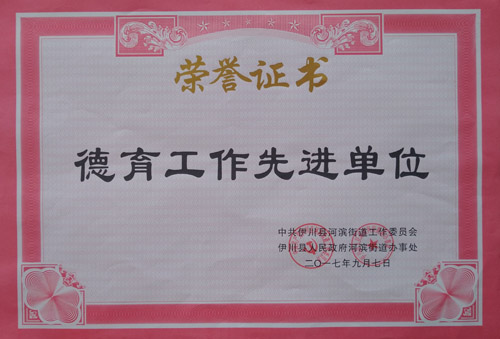 荣誉证书
德育工作先进单位
中共伊川县河滨街道工作委员会
伊川县人民政府河滨街道办事处
二〇一七年九月七日